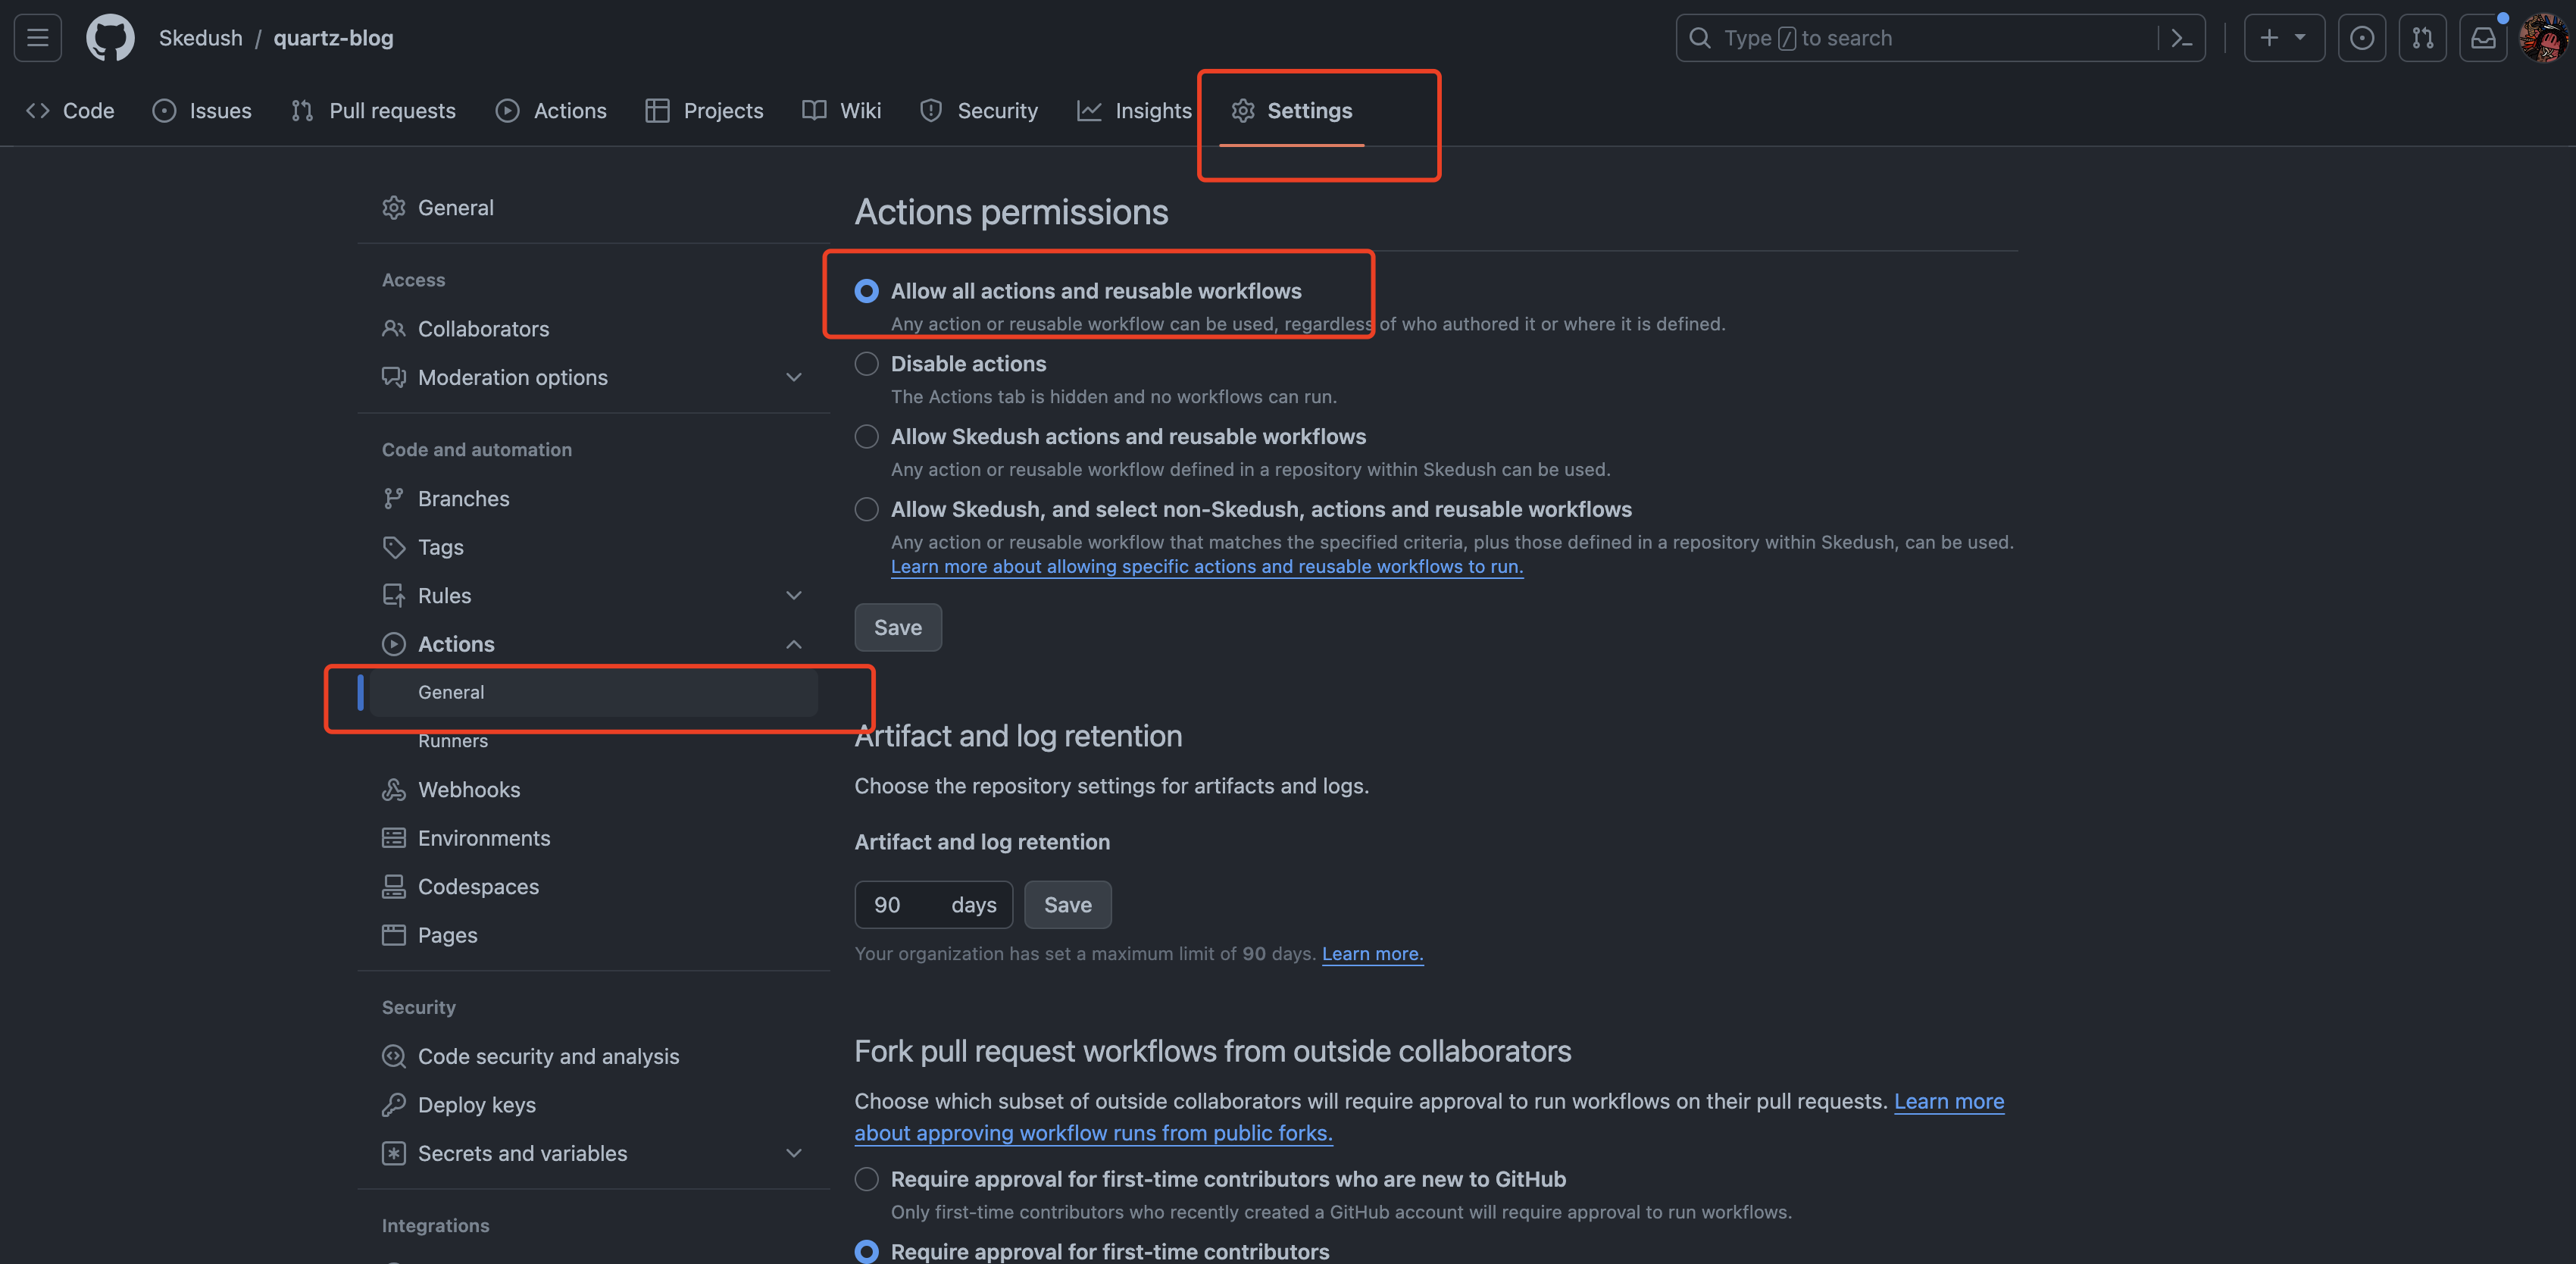 Skedush / quartz-blog
Type / to search
Code
Issues
Pull requests
Actions
Projects
Wiki
Security
Insights
Settings
General
Access
Collaborators
Moderation options
Code and automation
Branches
Tags
Rules
Actions
General
Runners
Webhooks
Environments
Codespaces
Pages
Security
Code security and analysis
Deploy keys
Secrets and variables
Integrations
Actions permissions
Allow all actions and reusable workflows
Any action or reusable workflow can be used, regardless of who authored it or where it is defined.
Disable actions
The Actions tab is hidden and no workflows can run.
Allow Skedush actions and reusable workflows
Any action or reusable workflow defined in a repository within Skedush can be used.
Allow Skedush, and select non-Skedush, actions and reusable workflows
Any action or reusable workflow that matches the specified criteria, plus those defined in a repository within Skedush, can be used.
Learn more about allowing specific actions and reusable workflows to run.
Save
Artifact and log retention
Choose the repository settings for artifacts and logs.
Artifact and log retention
90 days Save
Your organization has set a maximum limit of 90 days. Learn more.
Fork pull request workflows from outside collaborators
Choose which subset of outside collaborators will require approval to run workflows on their pull requests. Learn more
about approving workflow runs from public forks.
Require approval for first-time contributors who are new to GitHub
Only first-time contributors who recently created a GitHub account will require approval to run workflows.
Require approval for first-time contributors